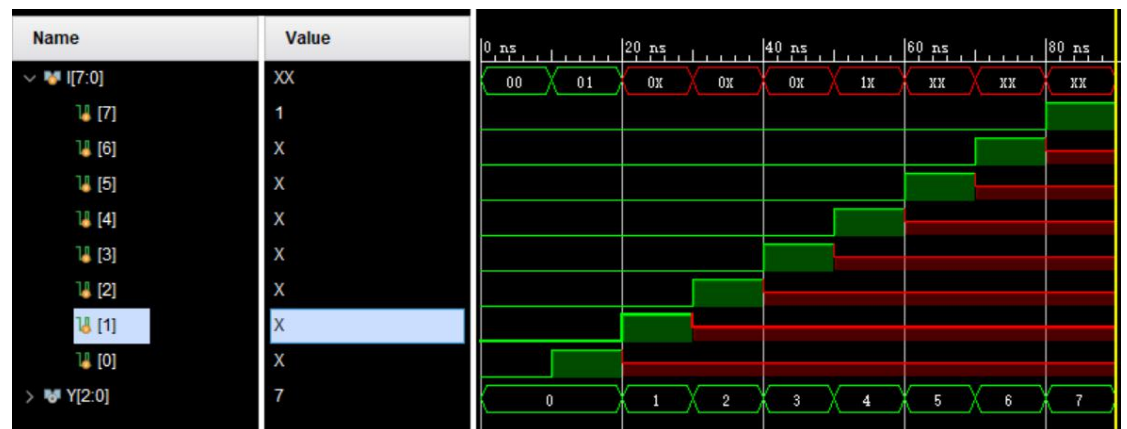 Name Value
0 ns 20 ns 40 ns 60 ns 80 ns
I[7:0] XX 00 01 0X 0X 0X 1X XX XX XX
[7] 1
[6] X
[5] X
[4] X
[3] X
[2] X
[1] X
[0] X
Y[2:0] 7 0 1 2 3 4 5 6 7